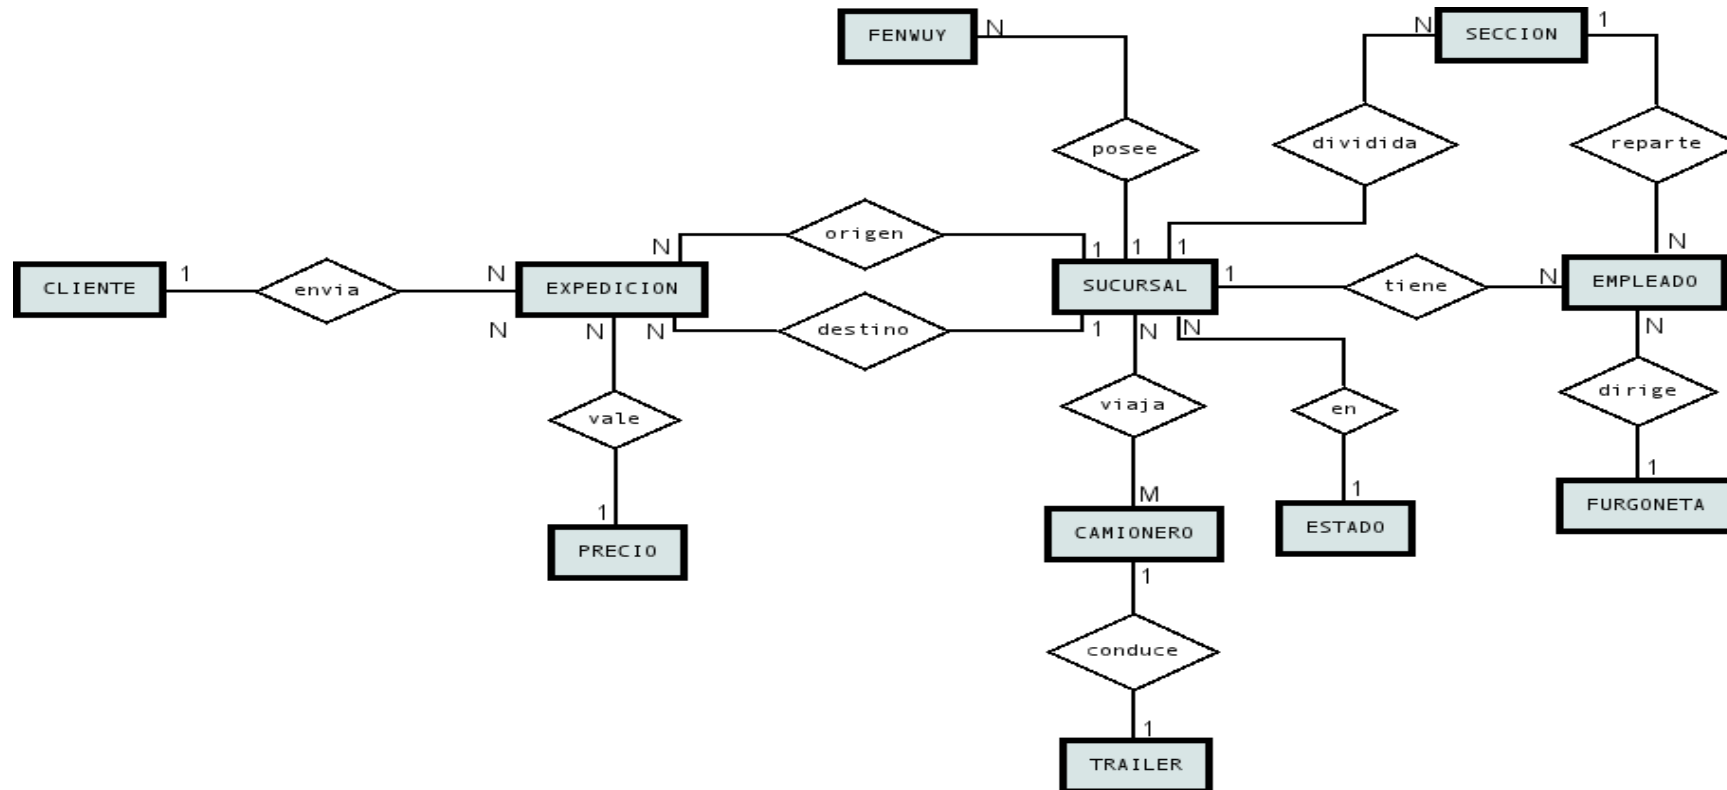 FENWUY
N
N
SECCION
1
posee
dividida
reparte
N
origen
1
1
1
N
CLIENTE
1
envia
N
EXPEDICION
SUCURSAL
1
tiene
N
EMPLEADO
N
N
N
destino
1
N
N
N
vale
viaja
en
dirige
1
PRECIO
M
CAMIONERO
1
ESTADO
1
FURGONETA
1
conduce
1
TRAILER